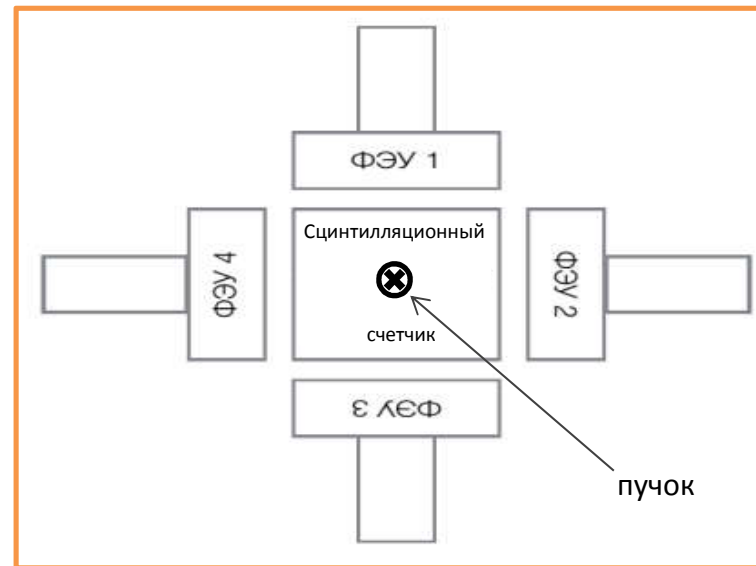 ФЭУ 1
Сцинтилляционный
ФЭУ 4
ФЭУ 2
счетчик
ФЭУ 3
пучок